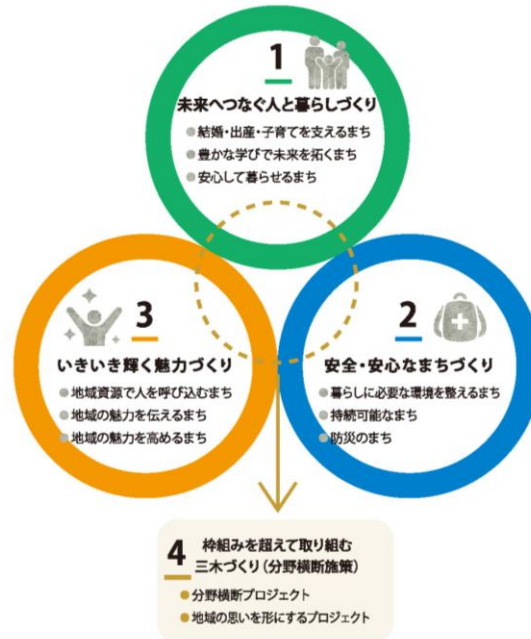 1
未来へつなぐ人と暮らしづくり
結婚・出産・子育てを支えるまち
豊かな学びで未来を拓くまち
安心して暮らせるまち
3
いきいき輝く魅力づくり
地域資源で人を呼び込むまち
地域の魅力を伝えるまち
地域の魅力を高めるまち
2
安全・安心なまちづくり
暮らしに必要な環境を整えるまち
持続可能なまち
防災のまち
4
枠組みを超えて取り組む
三木づくり(分野横断施策)
分野横断プロジェクト
地域の思いを形にするプロジェクト